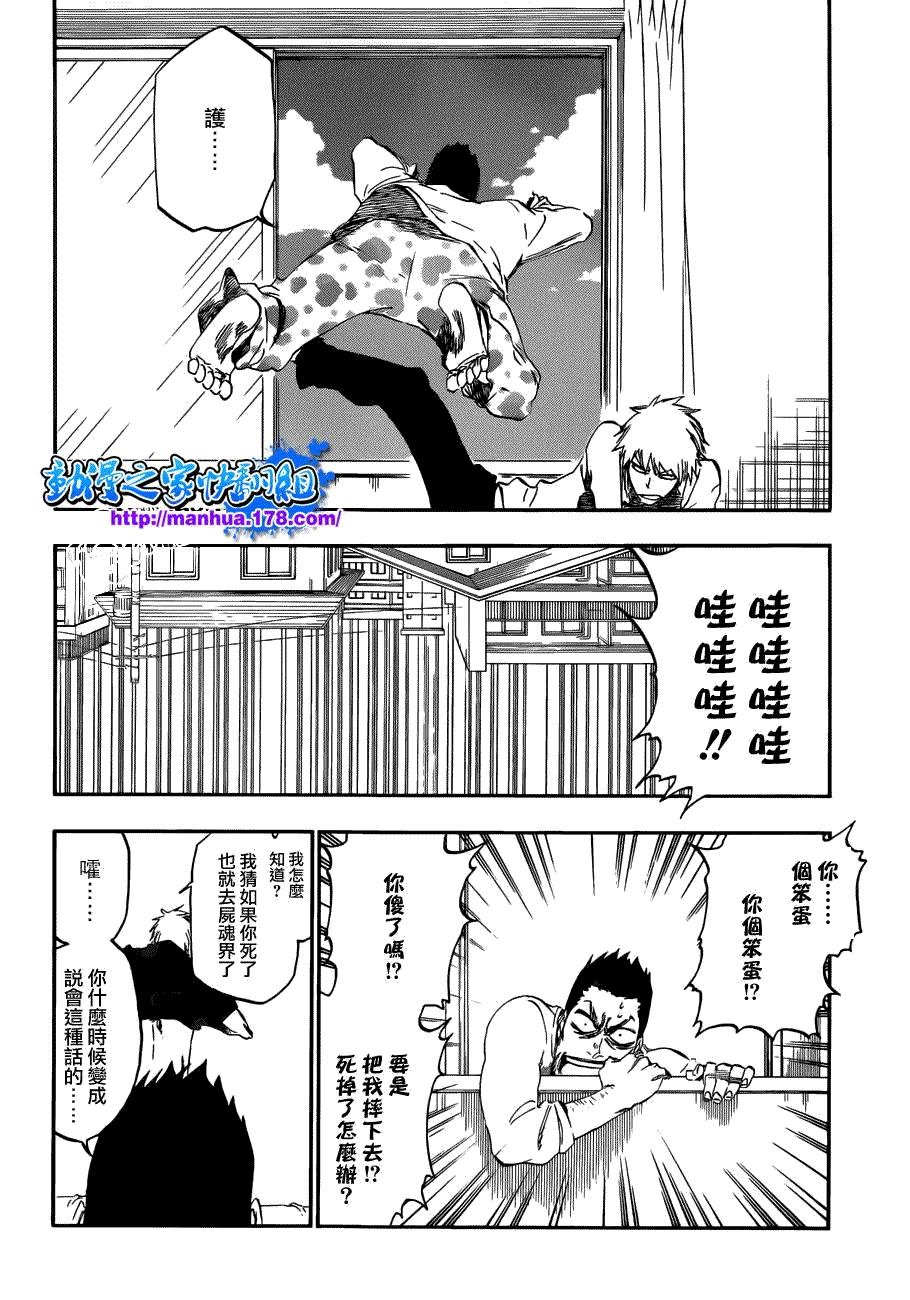 護……
動漫之家快翻組
http://manhua.178.com/
哇哇哇哇
哇哇哇!!
你……
個笨蛋
你個笨蛋!?
你傻了嗎!?
要是
把我摔下去!?
死掉了怎麼辦?
我怎麼
知道?
我猜如果你死了
也就去屍魂界了
嚯……
你什麼時候變成
說會這種話的……